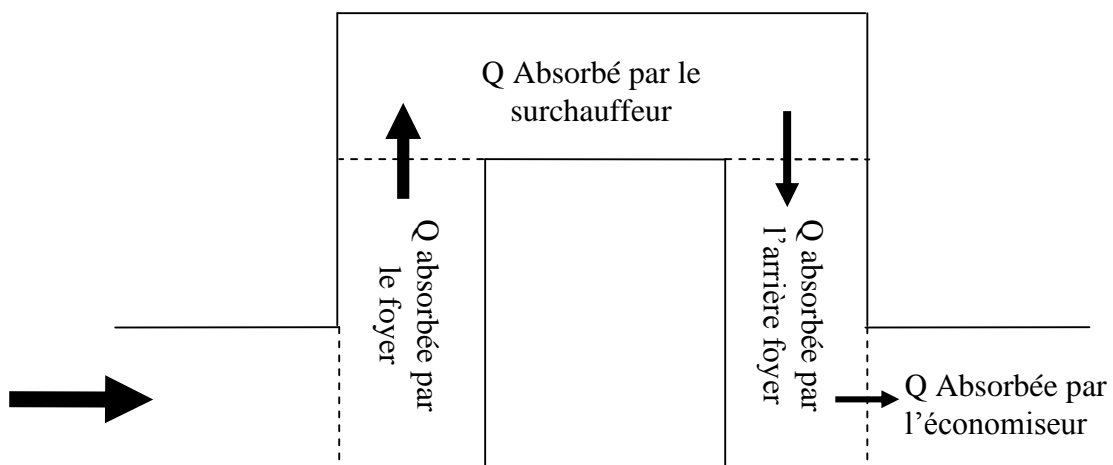 Q Absorbé par le
surchauffeur
Q absorbée par
le foyer
Q absorbée par
l’arrière foyer
Q Absorbée par
l’économiseur